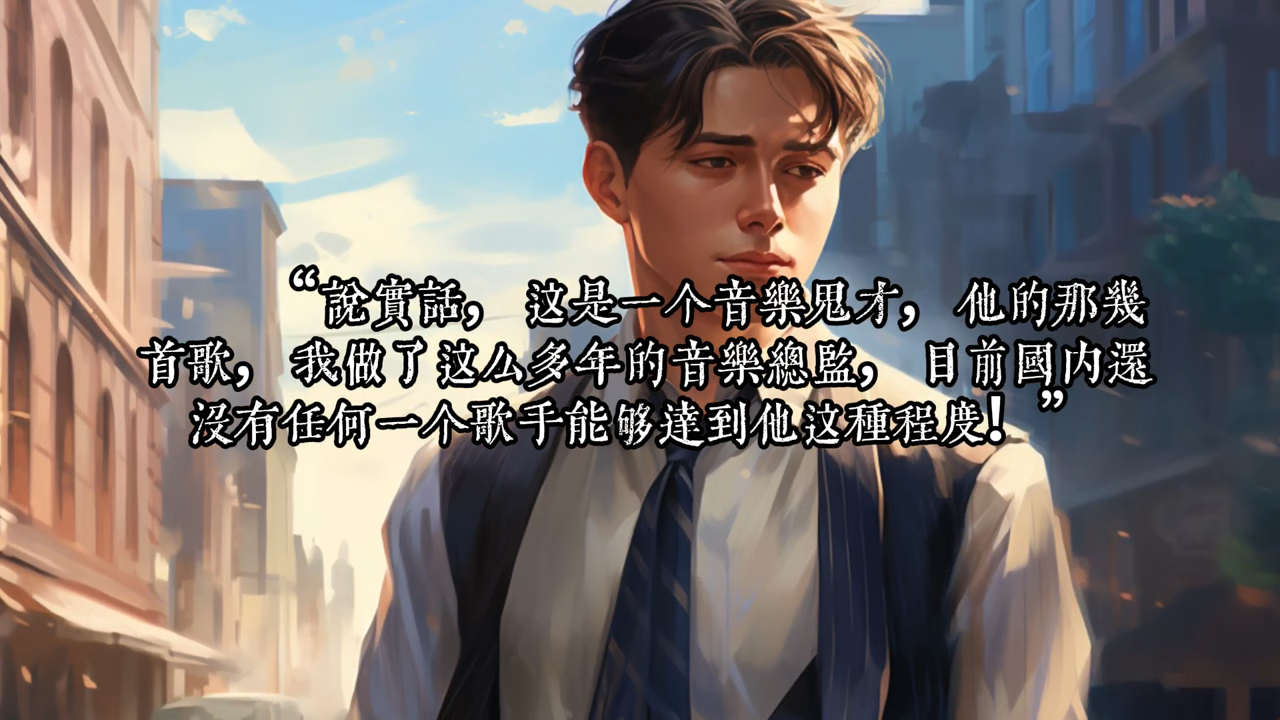 “說實話，这是一个音樂鬼才，他的那幾
首歌，我做了这么多年的音樂總監，目前國内還
沒有任何一个歌手能够達到他这種程度！”